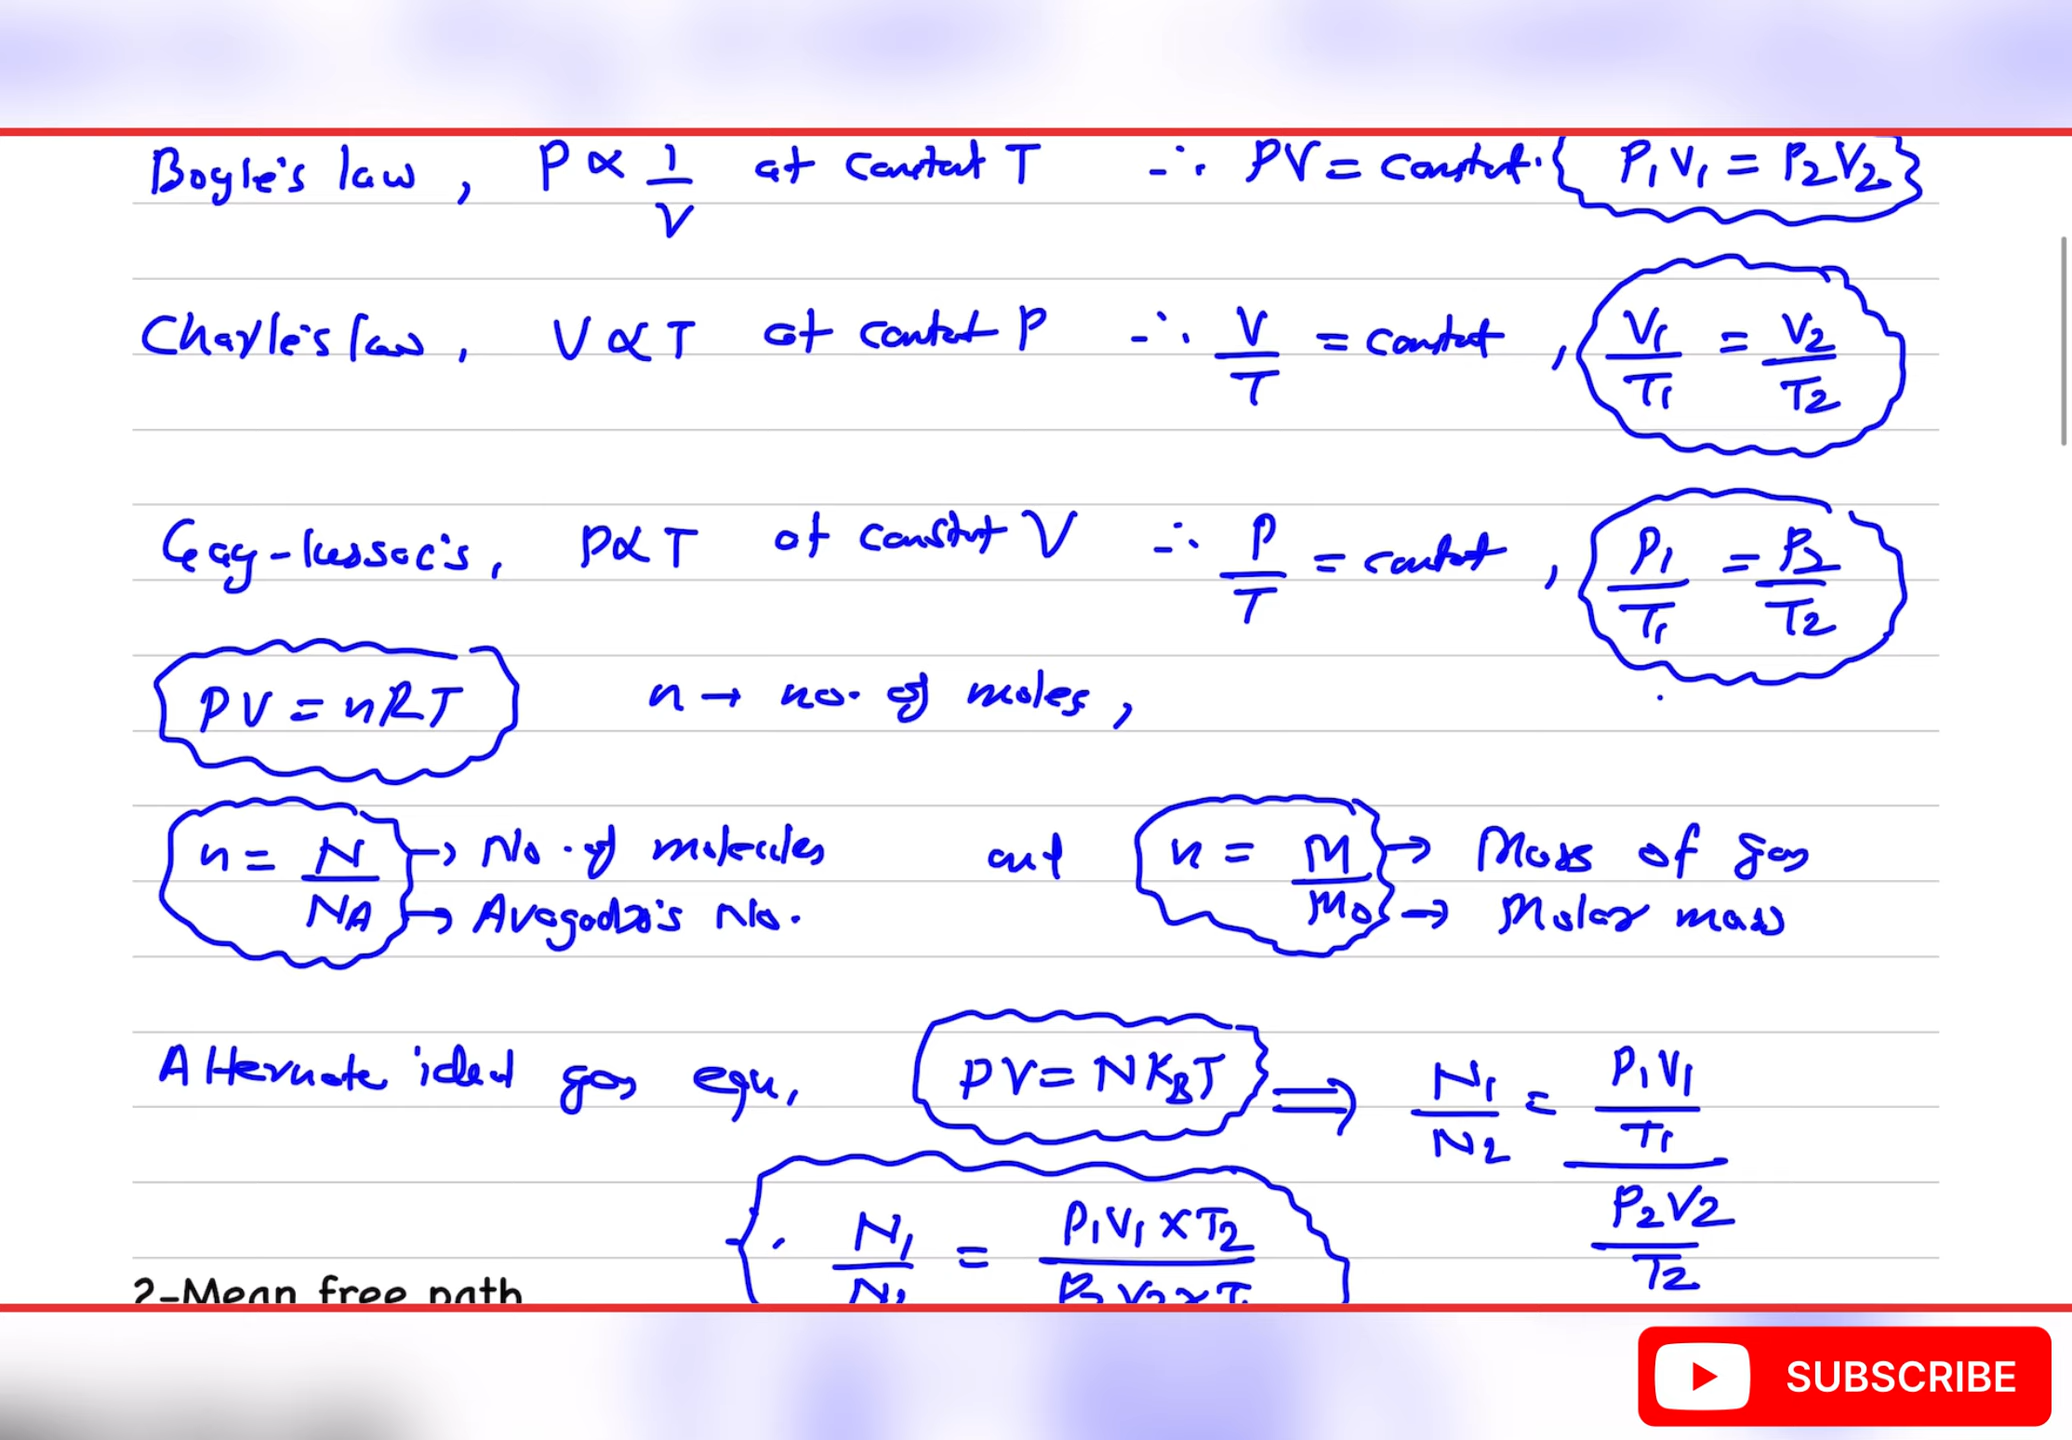 Boyle's law, P ∝ 1/V at constant T ∴ PV = constant. { P₁V₁ = P₂V₂ }
Charle's law, V ∝ T at constant P ∴ V/T = constant, V₁/T₁ = V₂/T₂
Gay-lussac's, P ∝ T at constant V ∴ P/T = constant, P₁/T₁ = P₂/T₂
PV = nRT n → no. of moles,
n = N/NA → No. of molecules → Avagadro's No. and n = M/M₀ → Mass of gas → Molar mass
Alternate ideal gas equ, PV = NK_BT ⟹ N₁/N₂ = (P₁V₁/T₁)/(P₂V₂/T₂)
N₁/N₂ = P₁V₁ × T₂/P₂V₂ × T₁
2-Mean free path
SUBSCRIBE